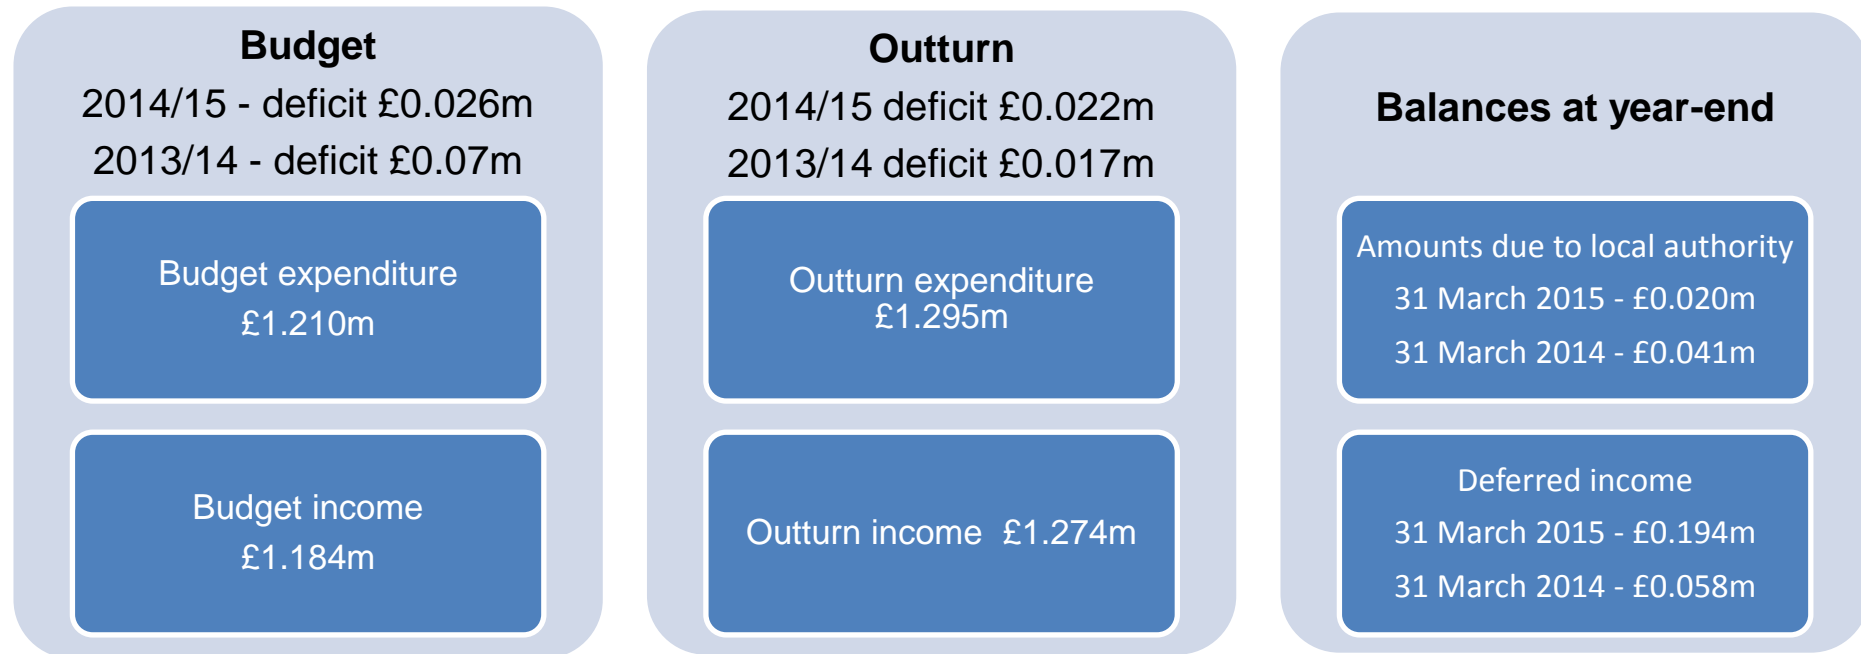 Budget
2014/15 - deficit £0.026m
2013/14 - deficit £0.07m
Budget expenditure
£1.210m
Budget income
£1.184m
Outturn
2014/15 deficit £0.022m
2013/14 deficit £0.017m
Outturn expenditure
£1.295m
Outturn income £1.274m
Balances at year-end
Amounts due to local authority
31 March 2015 - £0.020m
31 March 2014 - £0.041m
Deferred income
31 March 2015 - £0.194m
31 March 2014 - £0.058m